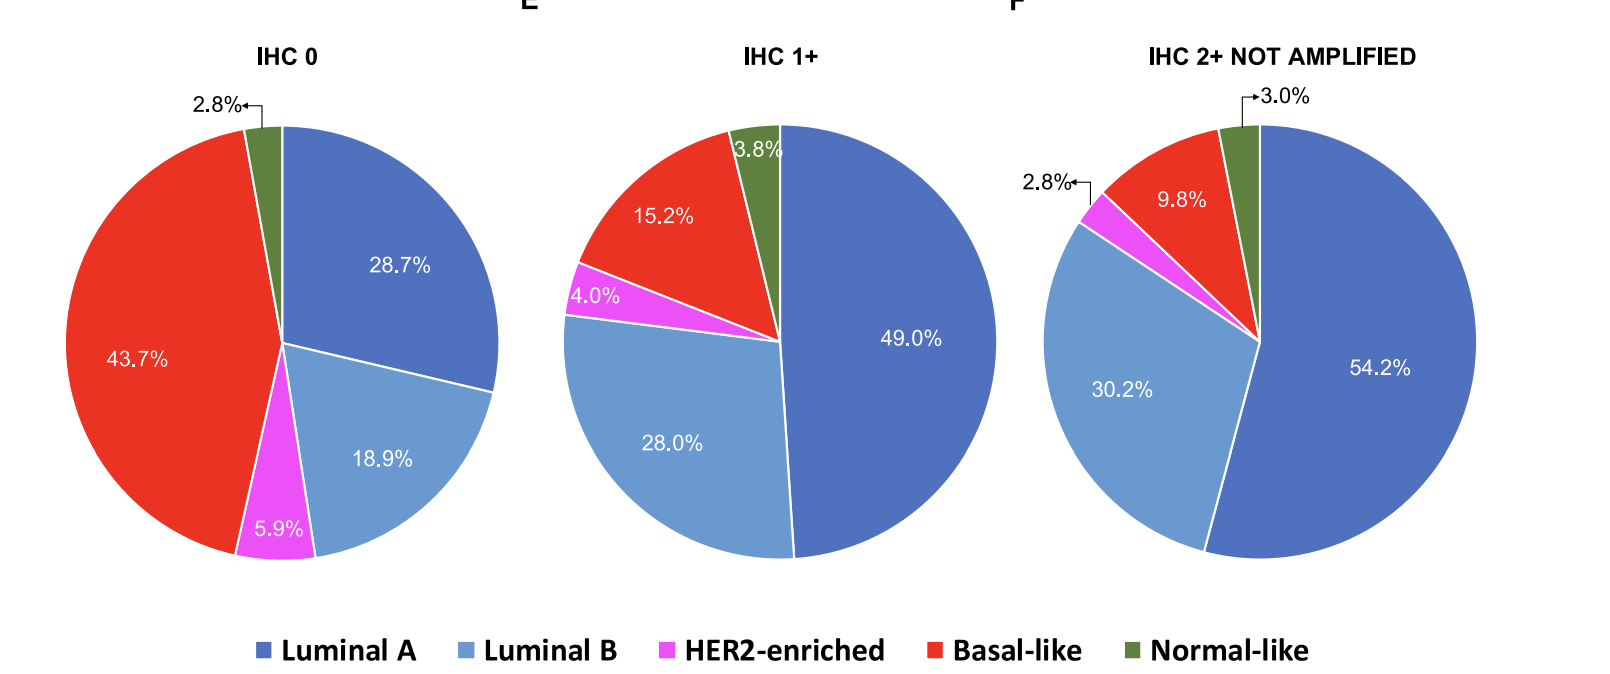 E
F
IHC 0
IHC 1+
IHC 2+ NOT AMPLIFIED
2.8%
28.7%
43.7%
18.9%
5.9%
3.8%
15.2%
4.0%
49.0%
28.0%
3.0%
2.8%
9.8%
54.2%
30.2%
Luminal A
Luminal B
HER2-enriched
Basal-like
Normal-like